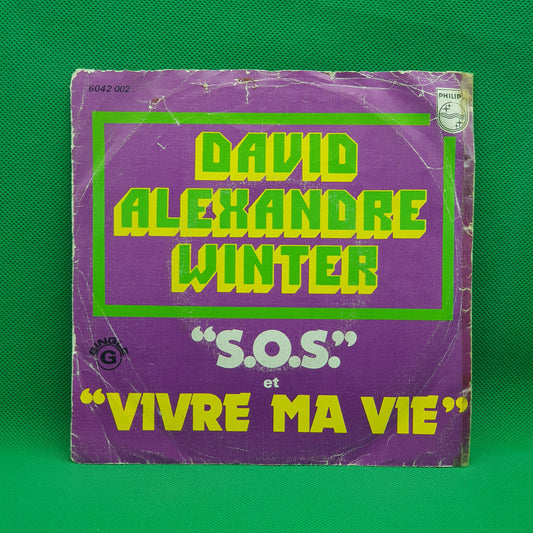 6042 002
PHILIPS
DAVID
ALEXANDRE
WINTER
"S.O.S."
SINGLE
G
et
"VIVRE MA VIE"